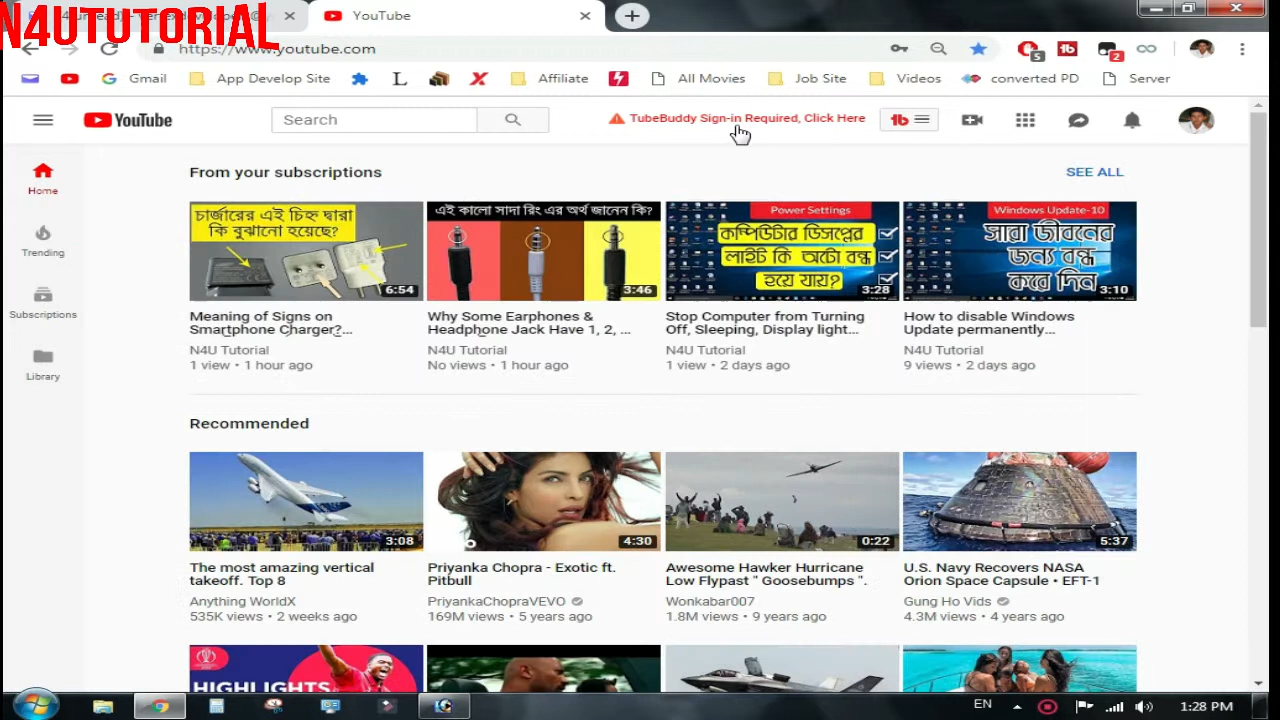 N4UTUTORIAL
YouTube
https://www.youtube.com
5
2
Gmail
App Develop Site
L
Affiliate
All Movies
Job Site
Videos
converted PD
Server
YouTube
Search
TubeBuddy Sign-in Required, Click Here
Home
Trending
Subscriptions
Library
From your subscriptions
SEE ALL
চার্জারের এই চিহ্ন দ্বারা
কি বুঝানো হয়েছে?
6:54
এই কালো সাদা রিং এর অর্থ জানেন কি?
3:46
Power Settings
কম্পিউটার ডিসপ্লের
লাইট কি অটো বন্ধ
হয়ে যায়?
3:28
Windows Update-10
সারা জীবনের
জন্য বন্ধ
করে দিন
3:10
Meaning of Signs on
Smartphone Charger?...
N4U Tutorial
1 view • 1 hour ago
Why Some Earphones &
Headphone Jack Have 1, 2, ...
N4U Tutorial
No views • 1 hour ago
Stop Computer from Turning
Off, Sleeping, Display light...
N4U Tutorial
1 view • 2 days ago
How to disable Windows
Update permanently...
N4U Tutorial
9 views • 2 days ago
Recommended
3:08
4:30
0:22
5:37
The most amazing vertical
takeoff. Top 8
Anything WorldX
535K views • 2 weeks ago
Priyanka Chopra - Exotic ft.
Pitbull
PriyankaChopraVEVO
169M views • 5 years ago
Awesome Hawker Hurricane
Low Flypast " Goosebumps ".
Wonkabar007
1.8M views • 9 years ago
U.S. Navy Recovers NASA
Orion Space Capsule • EFT-1
Gung Ho Vids
4.3M views • 4 years ago
HIGHLIGHTS
EN
1:28 PM